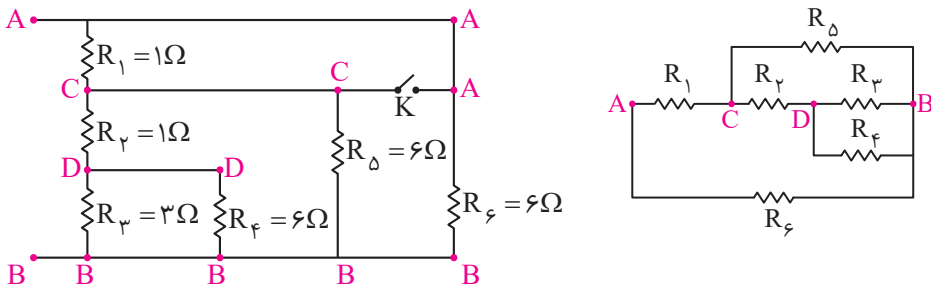 A A
R۱ = ۱Ω
C C K A
R۲ = ۱Ω
R۵ = ۶Ω
D D
R۳ = ۳Ω R۴ = ۶Ω R۶ = ۶Ω
B B B B B
R۵
A R۱ C R۲ D R۳ B
R۴
R۶